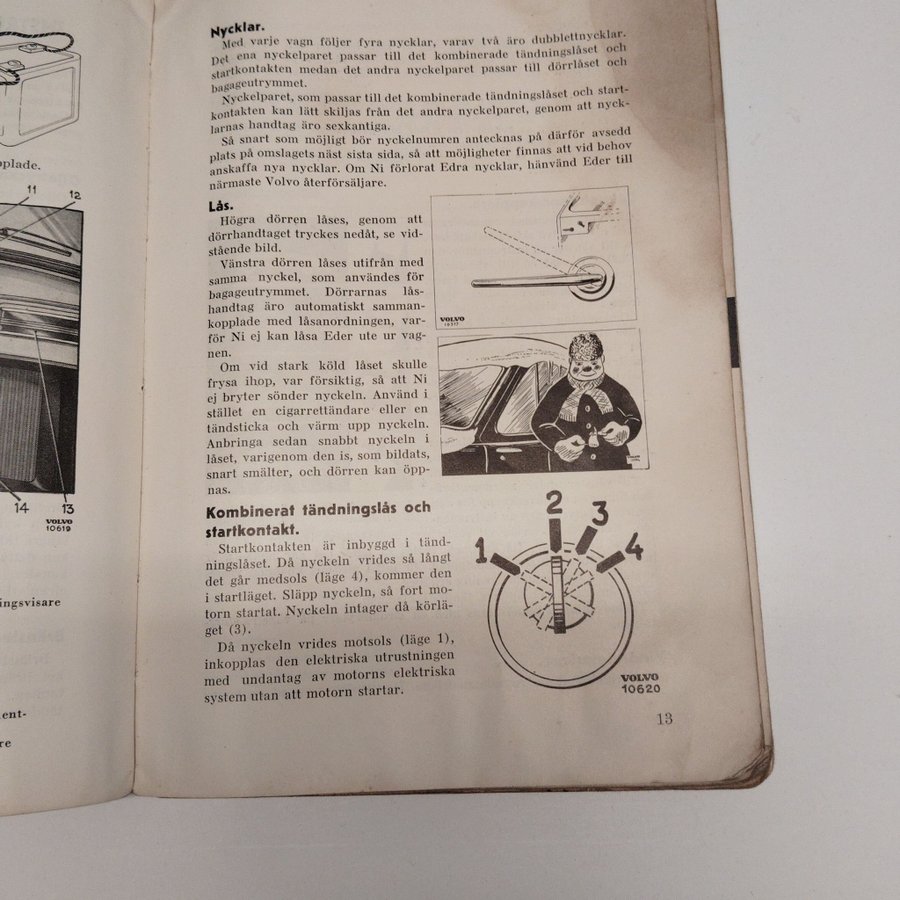 pplade.
11
12
14
13
VOLVO
10619
ingsvisare
ent-
re
Nycklar.
Med varje vagn följer fyra nycklar, varav två äro dubblettnycklar.
Det ena nyckelparet passar till det kombinerade tändningslåset och
startkontakten medan det andra nyckelparet passar till dörrlåset och
bagageutrymmet.
Nyckelparet, som passar till det kombinerade tändningslåset och start-
kontakten kan lätt skiljas från det andra nyckelparet, genom att nyck-
larnas handtag äro sexkantiga.
Så snart som möjligt bör nyckelnumren antecknas på därför avsedd
plats på omslagets näst sista sida, så att möjligheter finnas att vid behov
anskaffa nya nycklar. Om Ni förlorat Edra nycklar, hänvänd Eder till
närmaste Volvo återförsäljare.
Lås.
Högra dörren låses, genom att
dörrhandtaget tryckes nedåt, se vid-
stående bild.
Vänstra dörren låses utifrån med
samma nyckel, som användes för
bagageutrymmet. Dörrarnas lås-
handtag äro automatiskt samman-
kopplade med låsanordningen, var-
för Ni ej kan låsa Eder ute ur vag-
nen.
Om vid stark köld låset skulle
frysa ihop, var försiktig, så att Ni
ej bryter sönder nyckeln. Använd i
stället en cigarrettändare eller en
tändsticka och värm upp nyckeln.
Anbringa sedan snabbt nyckeln i
låset, varigenom den is, som bildats,
snart smälter, och dörren kan öpp-
nas.
VOLVO
Kombinerat tändningslås och
startkontakt.
Startkontakten är inbyggd i tänd-
ningslåset. Då nyckeln vrides så långt
det går medsols (läge 4), kommer den
i startläget. Släpp nyckeln, så fort mo-
torn startat. Nyckeln intager då körlä-
get (3).
Då nyckeln vrides motsols (läge 1),
inkopplas den elektriska utrustningen
med undantag av motorns elektriska
system utan att motorn startar.
1
2
3
4
VOLVO
10620
13